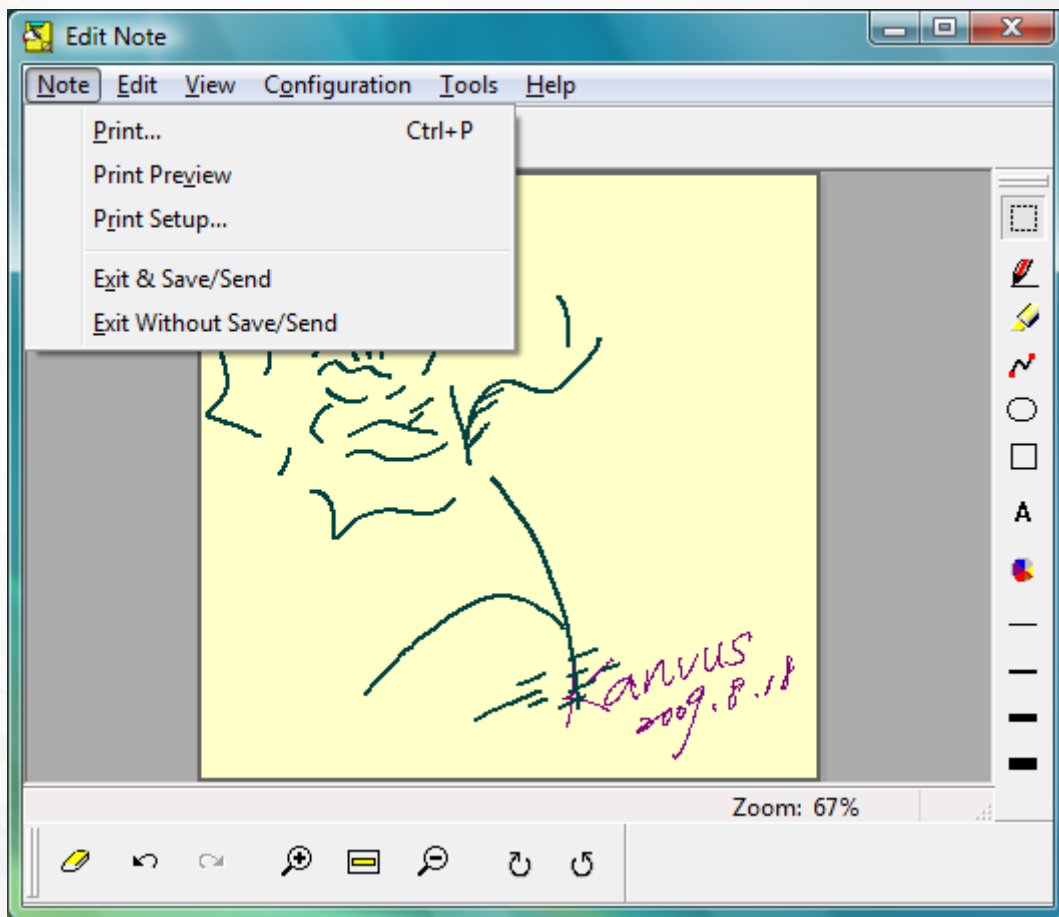 Edit Note
Note Edit View Configuration Tools Help
Print... Ctrl+P
Print Preview
Print Setup...
Exit & Save/Send
Exit Without Save/Send
A
Kanvus
2009.8.18
Zoom: 67%